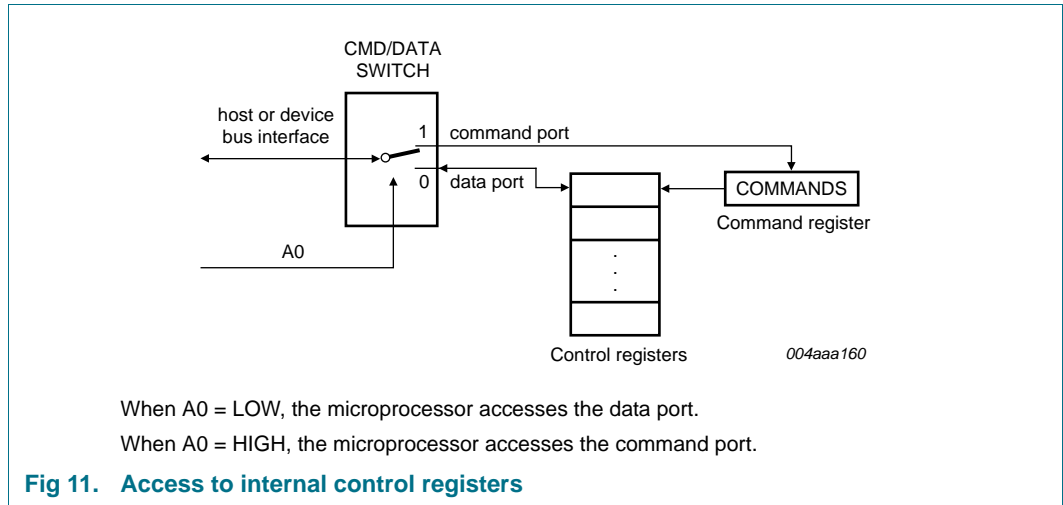 CMD/DATA
SWITCH
host or device
bus interface
1
command port
0
data port
COMMANDS
Command register
A0
.
.
.
Control registers
004aaa160
When A0 = LOW, the microprocessor accesses the data port.
When A0 = HIGH, the microprocessor accesses the command port.
Fig 11. Access to internal control registers